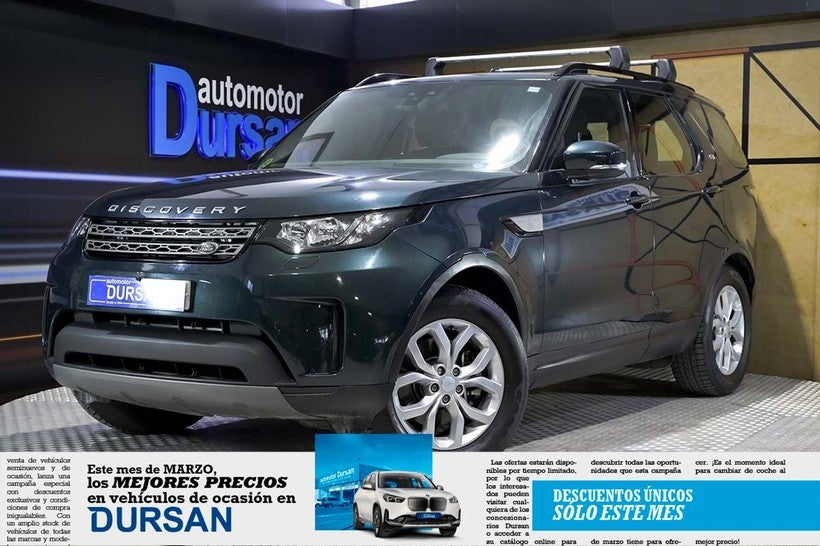 automotor
Dursan
DISCOVERY
automotor
DURSAN
venta de vehículos
seminuevos y de
ocasión, lanza una
campaña especial
con descuentos
exclusivos y condi-
ciones de compra
inigualables. Con
un amplio stock de
vehículos de todas
las marcas y mode-
Este mes de MARZO,
los MEJORES PRECIOS
en vehículos de ocasión en
DURSAN
automotor Dursan
Las ofertas estarán dispo-
nibles por tiempo limitado,
por lo que
los interesa-
dos pueden
visitar cual-
quiera de los
concesiona-
rios Dursan
o acceder a
su catálogo online para
descubrir todas las oportu-
nidades que esta campaña
cer. ¡Es el momento ideal
para cambiar de coche al
DESCUENTOS ÚNICOS
SÓLO ESTE MES
de marzo tiene para ofre-
mejor precio!